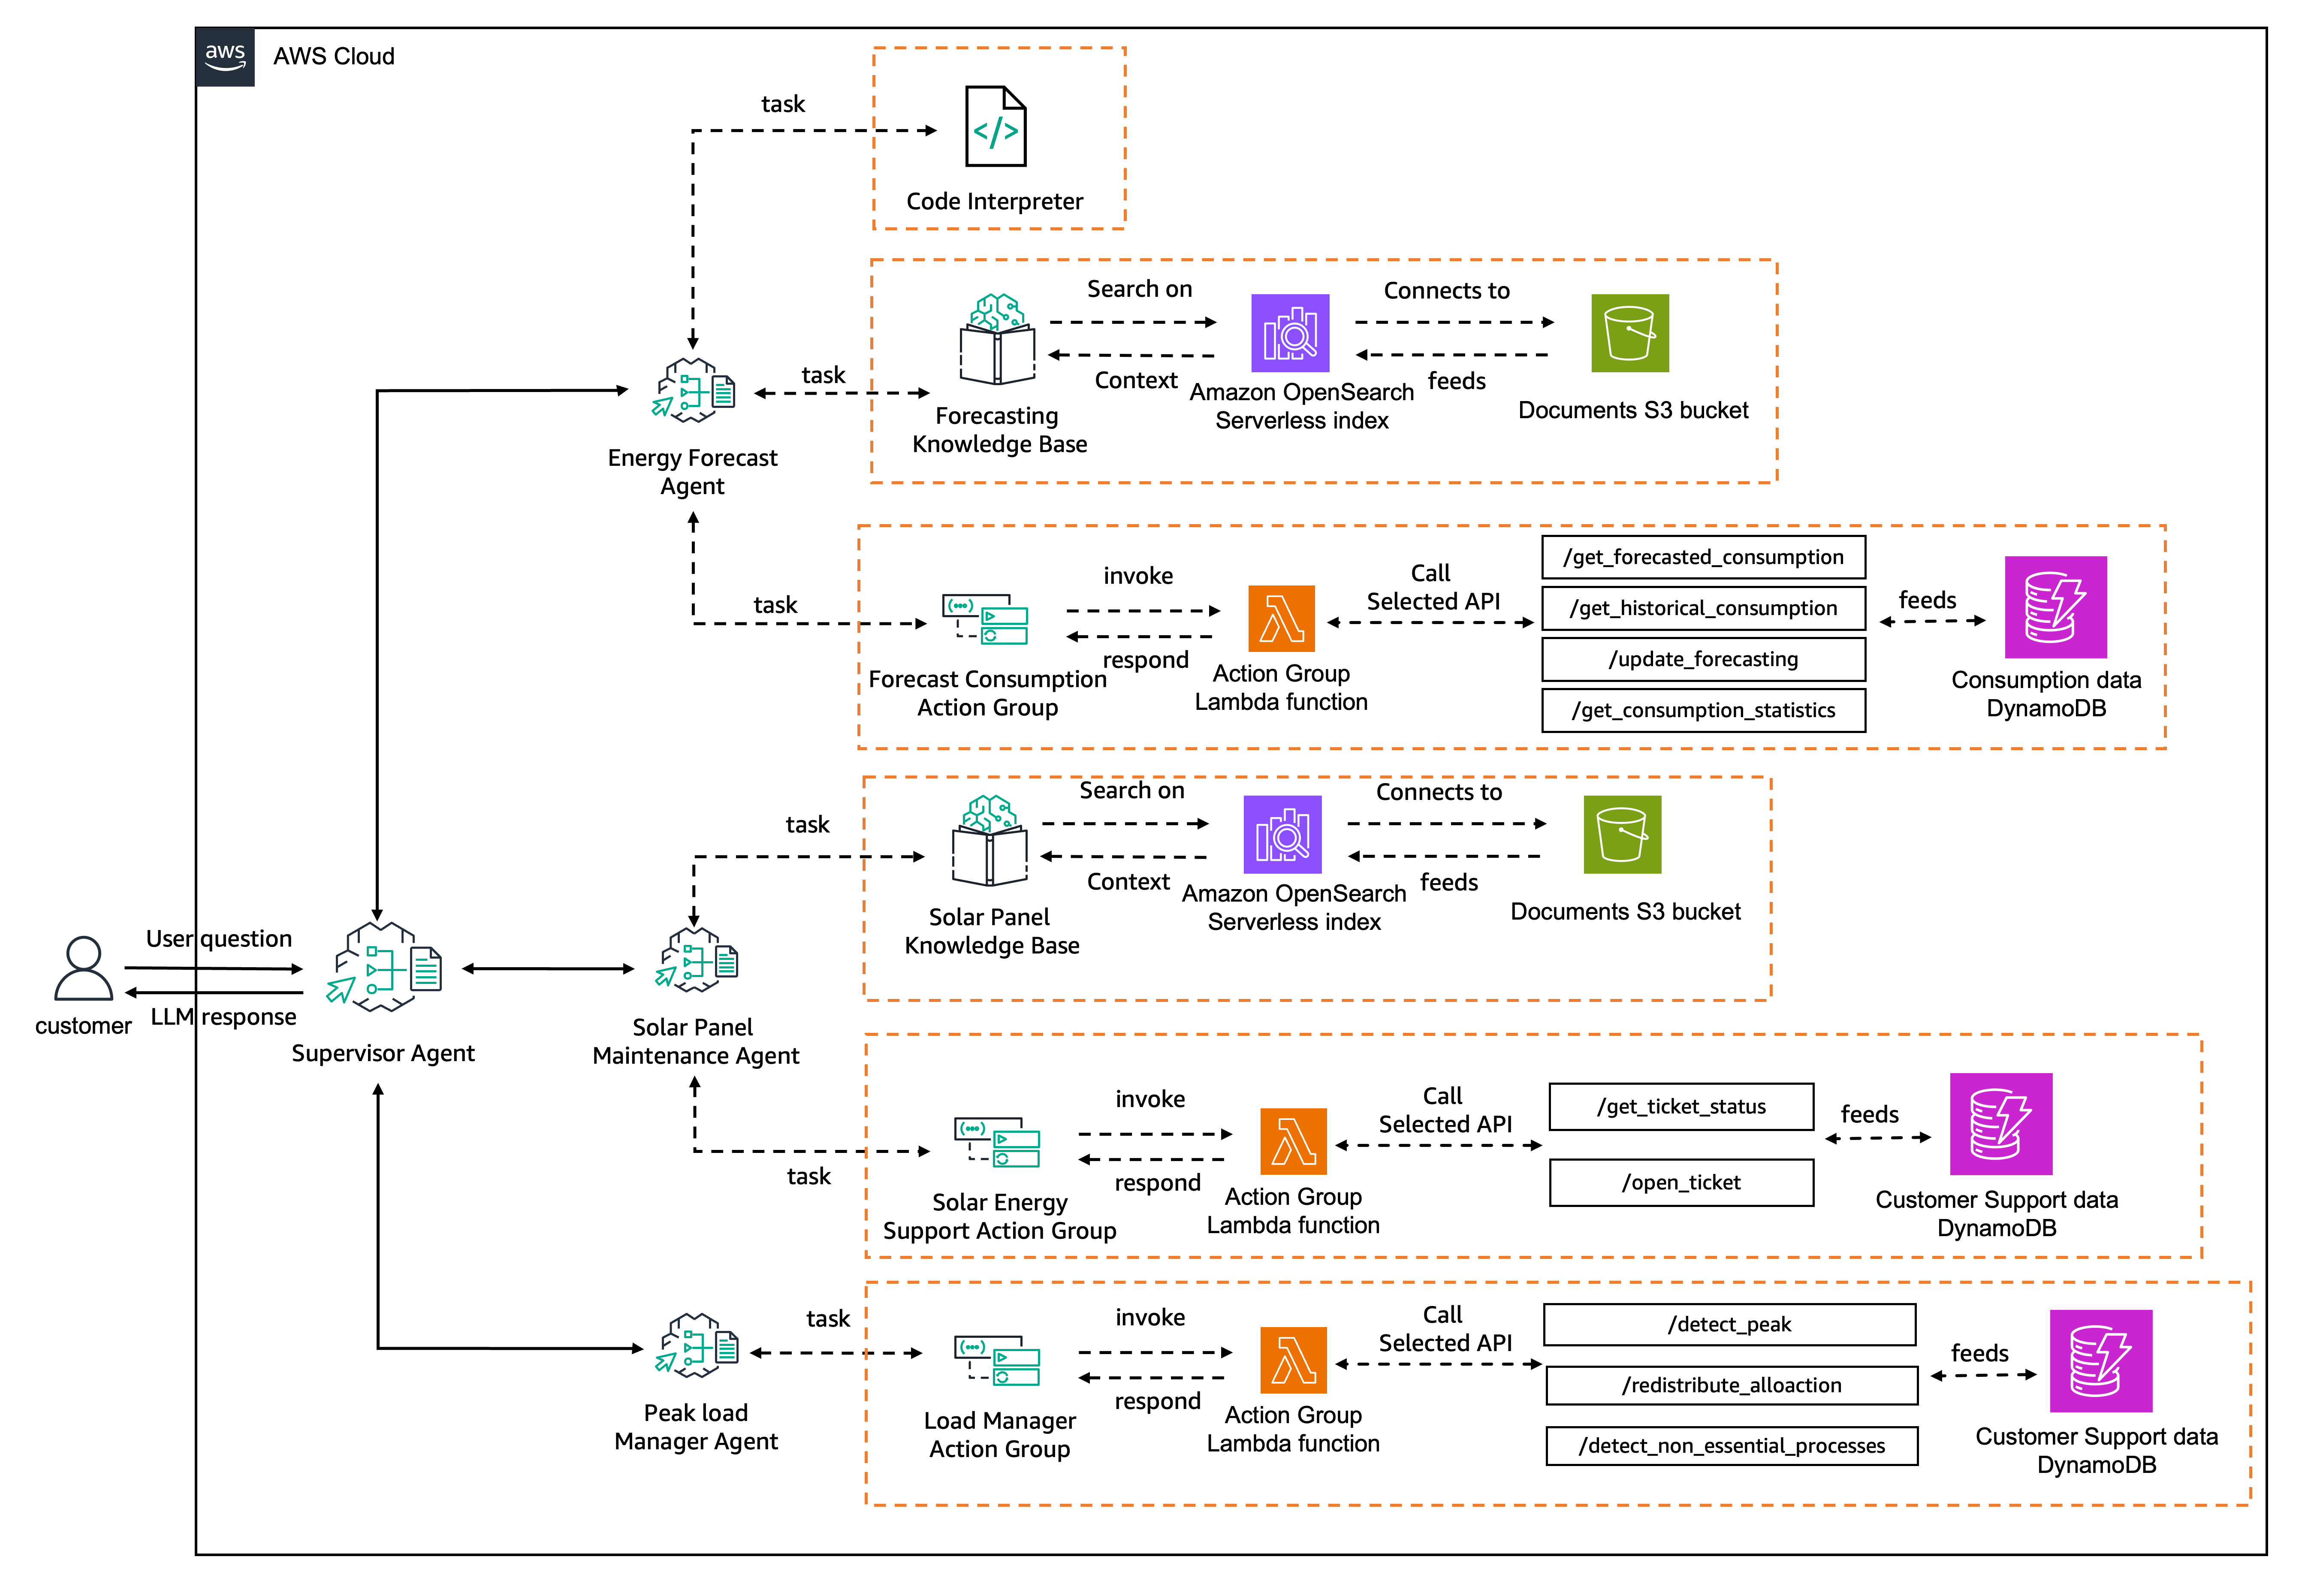 aws
AWS Cloud
task
</>
Code Interpreter
Search on
Connects to
task
Context
feeds
Amazon OpenSearch
Serverless index
Documents S3 bucket
Forecasting
Knowledge Base
Energy Forecast
Agent
task
invoke
respond
Call
Selected API
/get_forecasted_consumption
/get_historical_consumption
/update_forecasting
/get_consumption_statistics
feeds
Forecast Consumption
Action Group
Action Group
Lambda function
Consumption data
DynamoDB
task
Search on
Connects to
Context
feeds
Amazon OpenSearch
Serverless index
Documents S3 bucket
Solar Panel
Knowledge Base
User question
LLM response
customer
Supervisor Agent
Solar Panel
Maintenance Agent
task
invoke
respond
Call
Selected API
/get_ticket_status
/open_ticket
feeds
Solar Energy
Support Action Group
Action Group
Lambda function
Customer Support data
DynamoDB
task
invoke
respond
Call
Selected API
/detect_peak
/redistribute_alloaction
/detect_non_essential_processes
feeds
Peak load
Manager Agent
Load Manager
Action Group
Action Group
Lambda function
Customer Support data
DynamoDB